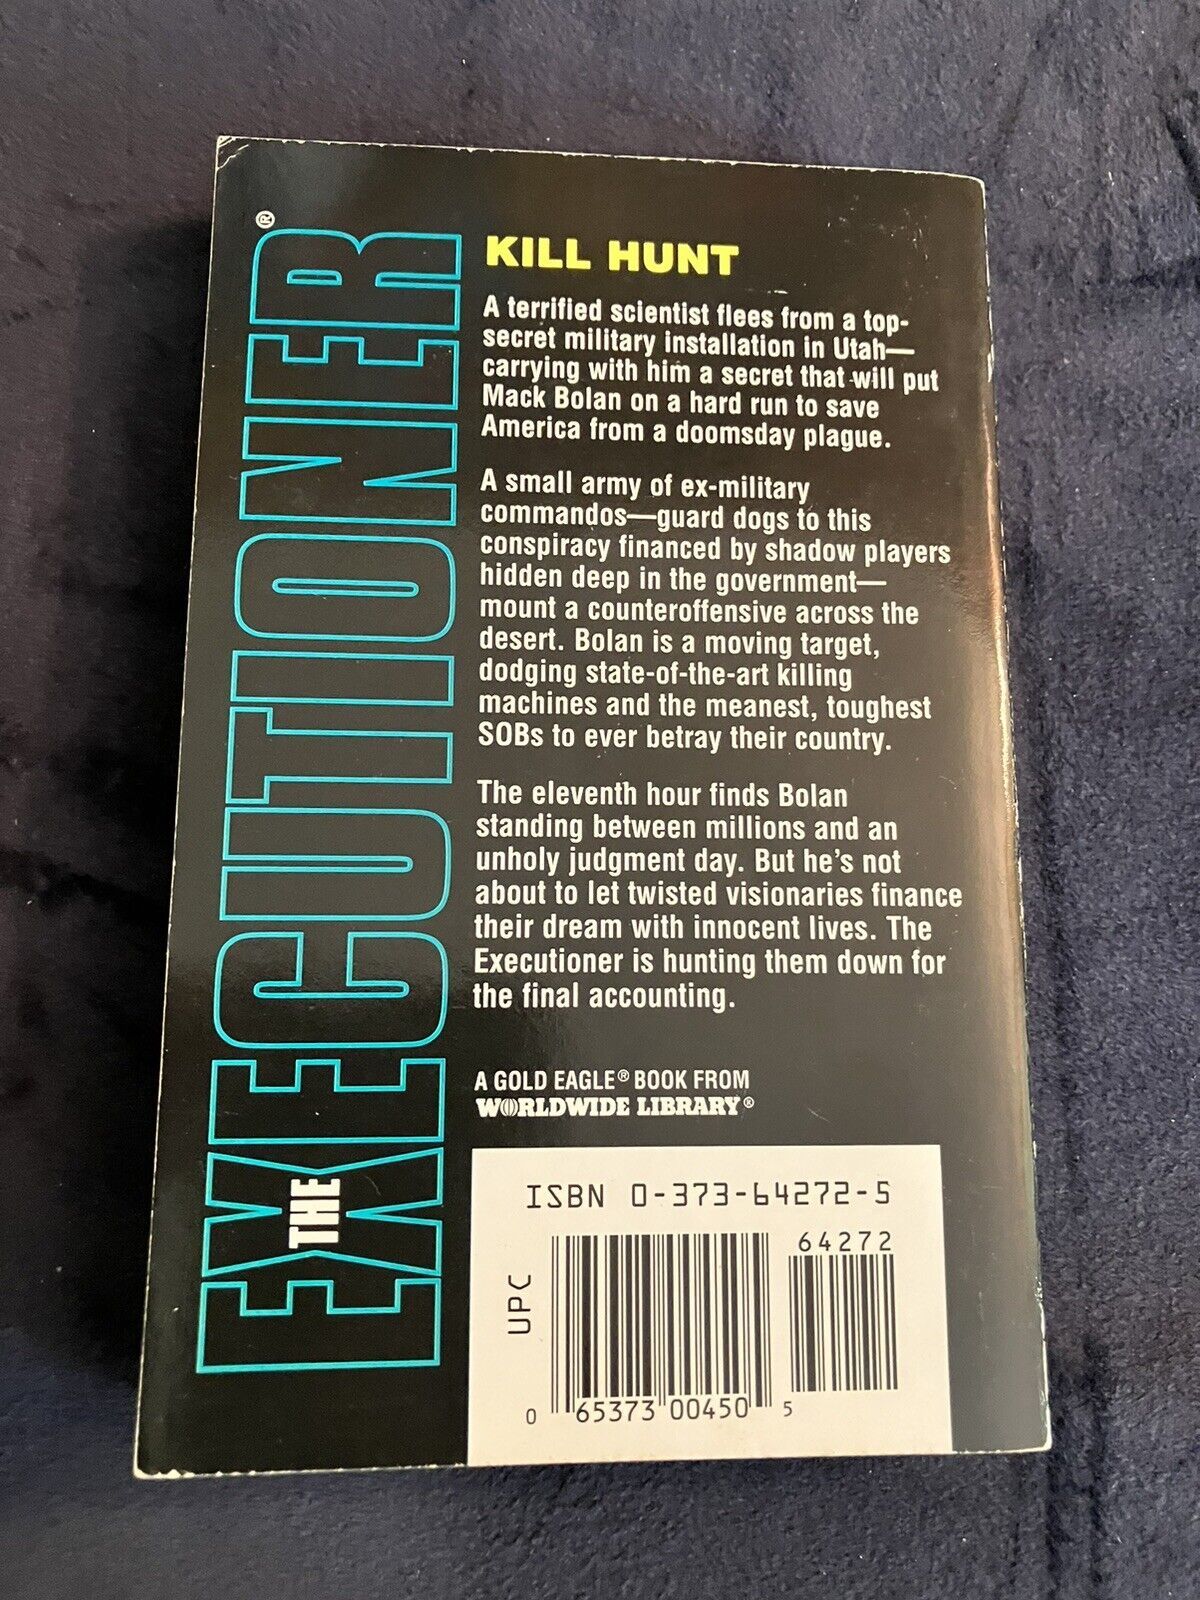 THE EXECUTIONER®
KILL HUNT
A terrified scientist flees from a top-
secret military installation in Utah—
carrying with him a secret that will put
Mack Bolan on a hard run to save
America from a doomsday plague.
A small army of ex-military
commandos—guard dogs to this
conspiracy financed by shadow players
hidden deep in the government—
mount a counteroffensive across the
desert. Bolan is a moving target,
dodging state-of-the-art killing
machines and the meanest, toughest
SOBs to ever betray their country.
The eleventh hour finds Bolan
standing between millions and an
unholy judgment day. But he's not
about to let twisted visionaries finance
their dream with innocent lives. The
Executioner is hunting them down for
the final accounting.
A GOLD EAGLE® BOOK FROM
WORLDWIDE LIBRARY®
ISBN 0-373-64272-5
64272
UPC
0 65373 00450 5